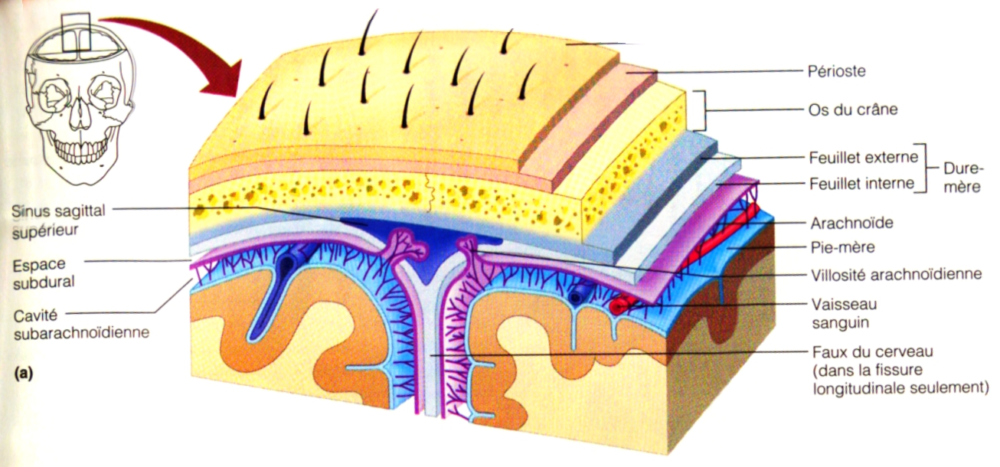 Périoste
Os du crâne
Feuillet externe
Feuillet interne
Dure-
mère
Arachnoïde
Pie-mère
Villosité arachnoïdienne
Vaisseau
sanguin
Faux du cerveau
(dans la fissure
longitudinale seulement)
Sinus sagittal
supérieur
Espace
subdural
Cavité
subarachnoïdienne
(a)